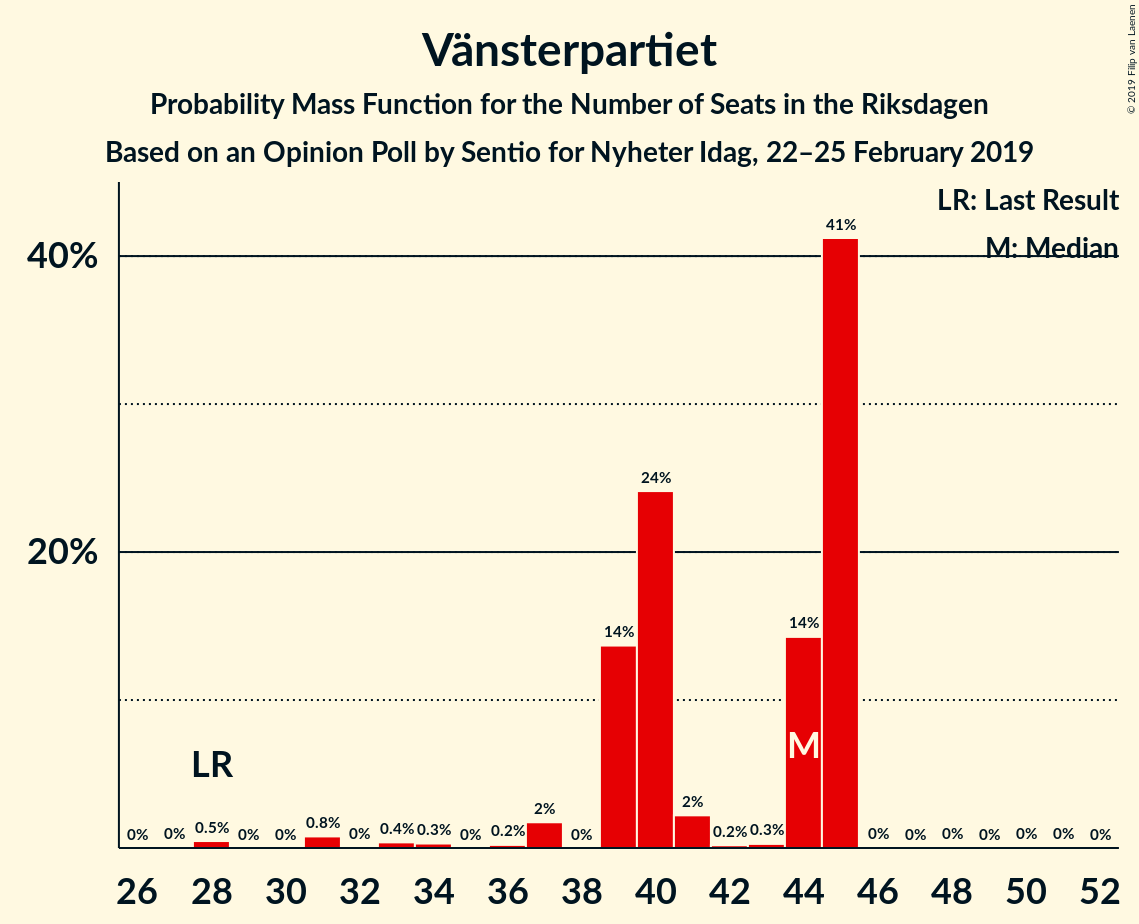 Vänsterpartiet
Probability Mass Function for the Number of Seats in the Riksdagen
Based on an Opinion Poll by Sentio for Nyheter Idag, 22–25 February 2019
© 2019 Filip van Laenen
LR: Last Result
M: Median
40%
20%
41%
24%
14%
14%
M
LR
0% 0% 0.5% 0% 0% 0.8% 0% 0.4% 0.3% 0% 0.2% 2% 0% 2% 0.2% 0.3% 0% 0% 0% 0% 0% 0% 0%
26 28 30 32 34 36 38 40 42 44 46 48 50 52